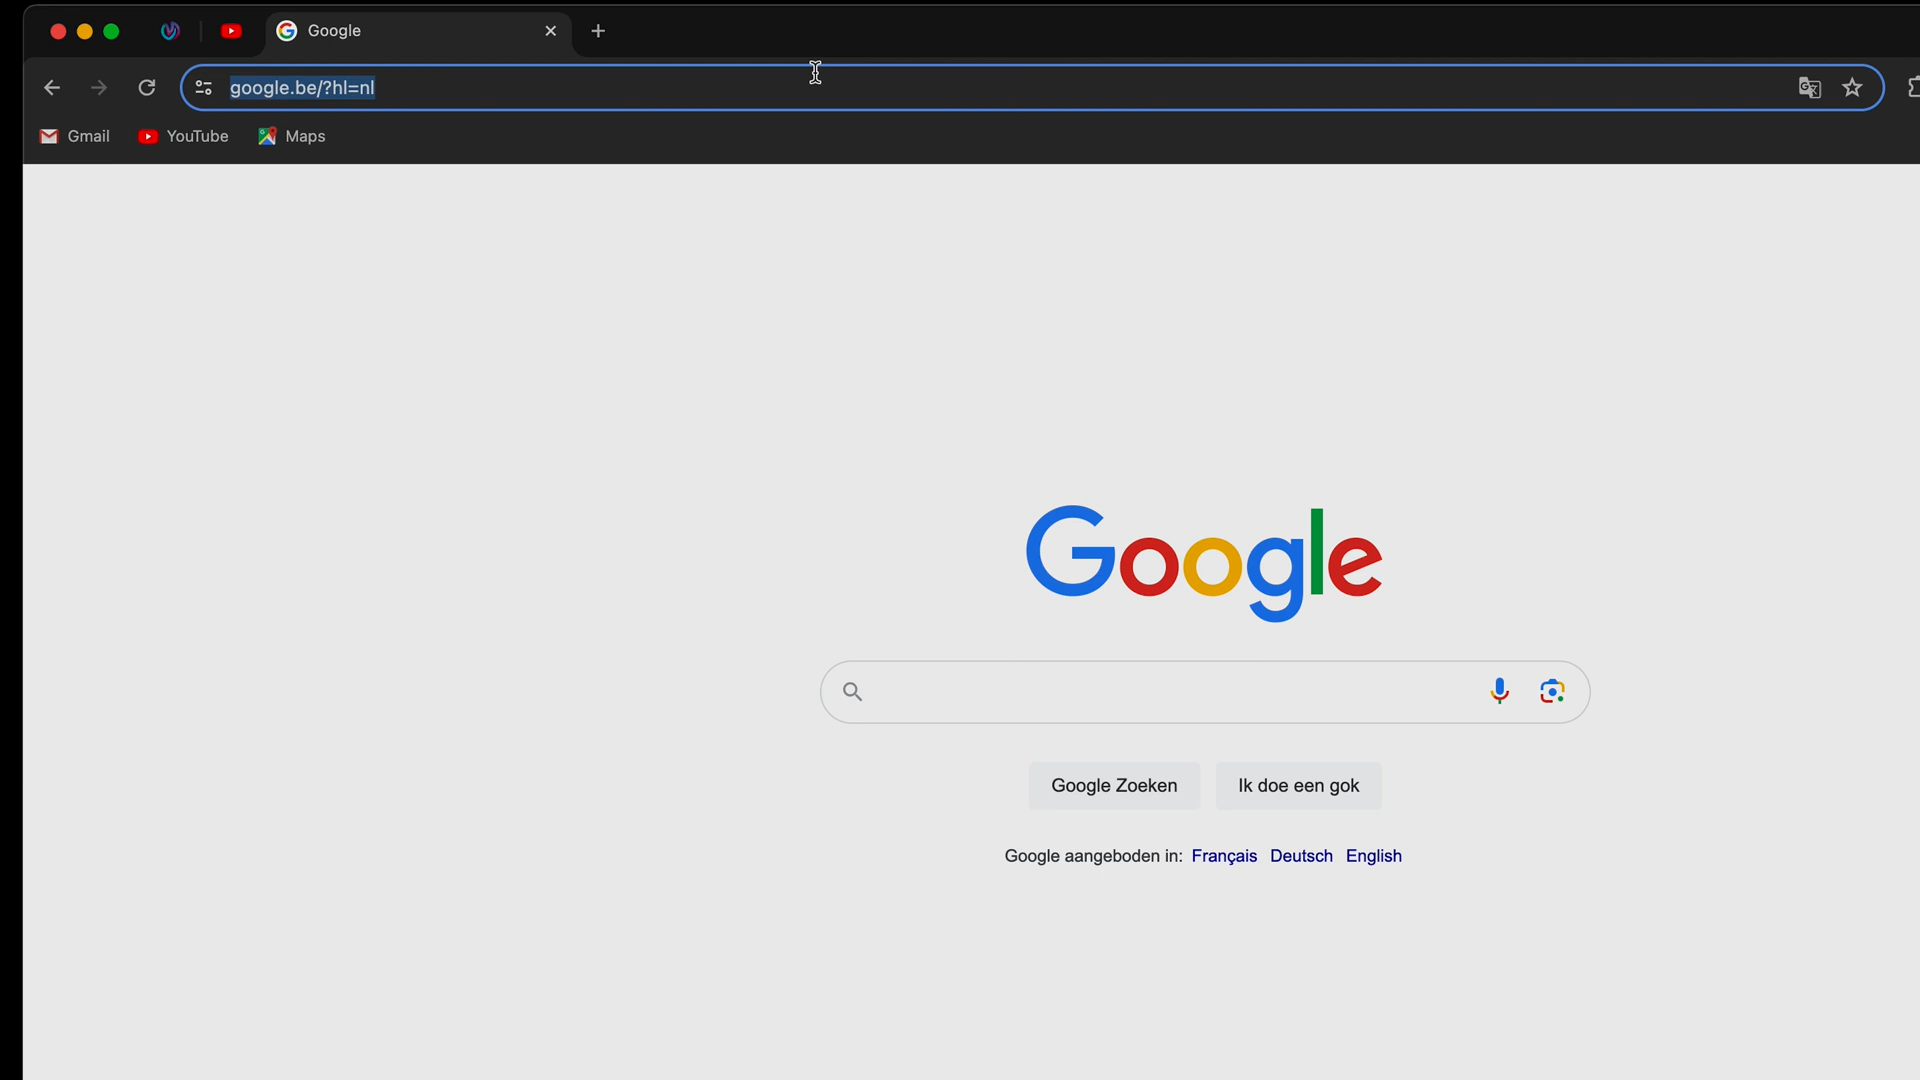 Google
google.be/?hl=nl
Gmail YouTube Maps
Google
Google Zoeken Ik doe een gok
Google aangeboden in: Français Deutsch English